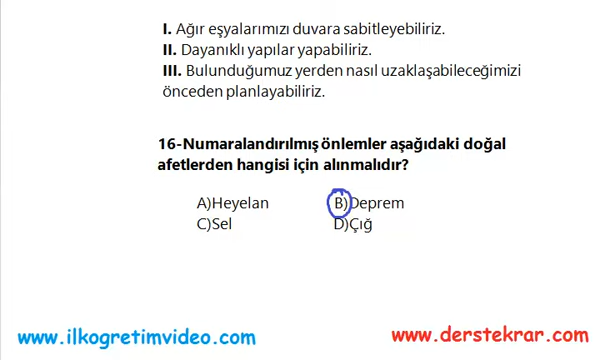 I. Ağır eşyalarımızı duvara sabitleyebiliriz.
II. Dayanıklı yapılar yapabiliriz.
III. Bulunduğumuz yerden nasıl uzaklaşabileceğimizi
önceden planlayabiliriz.
16-Numaralandırılmış önlemler aşağıdaki doğal
afetlerden hangisi için alınmalıdır?
A)Heyelan B)Deprem
C)Sel D)Çığ
www.ilkogretimvideo.com www.derstekrar.com